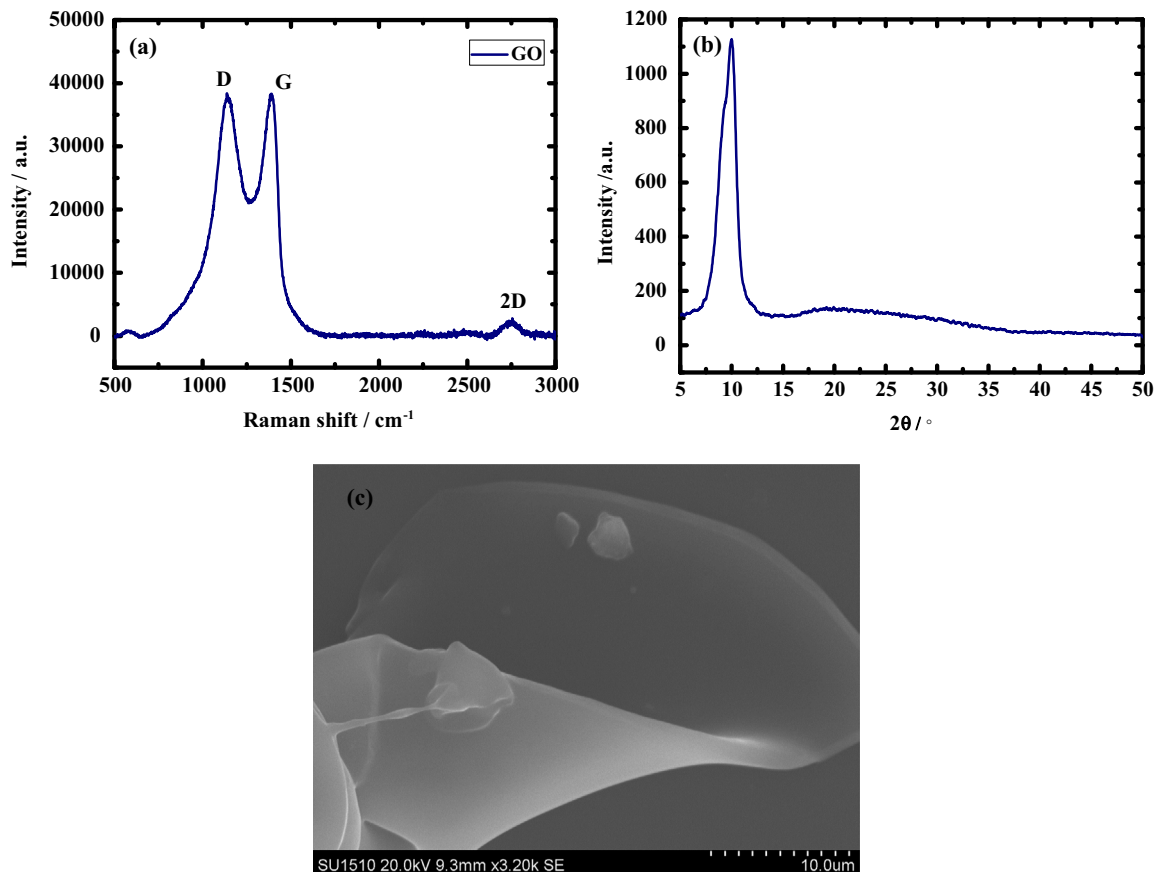 (a)
GO
D
G
2D
50000
40000
30000
20000
10000
0
Intensity / a.u.
500
1000
1500
2000
2500
3000
Raman shift / cm-1
(b)
1200
1000
800
600
400
200
0
Intensity /a.u.
5
10
15
20
25
30
35
40
45
50
2θ / °
(c)
SU1510 20.0kV 9.3mm x3.20k SE
10.0um